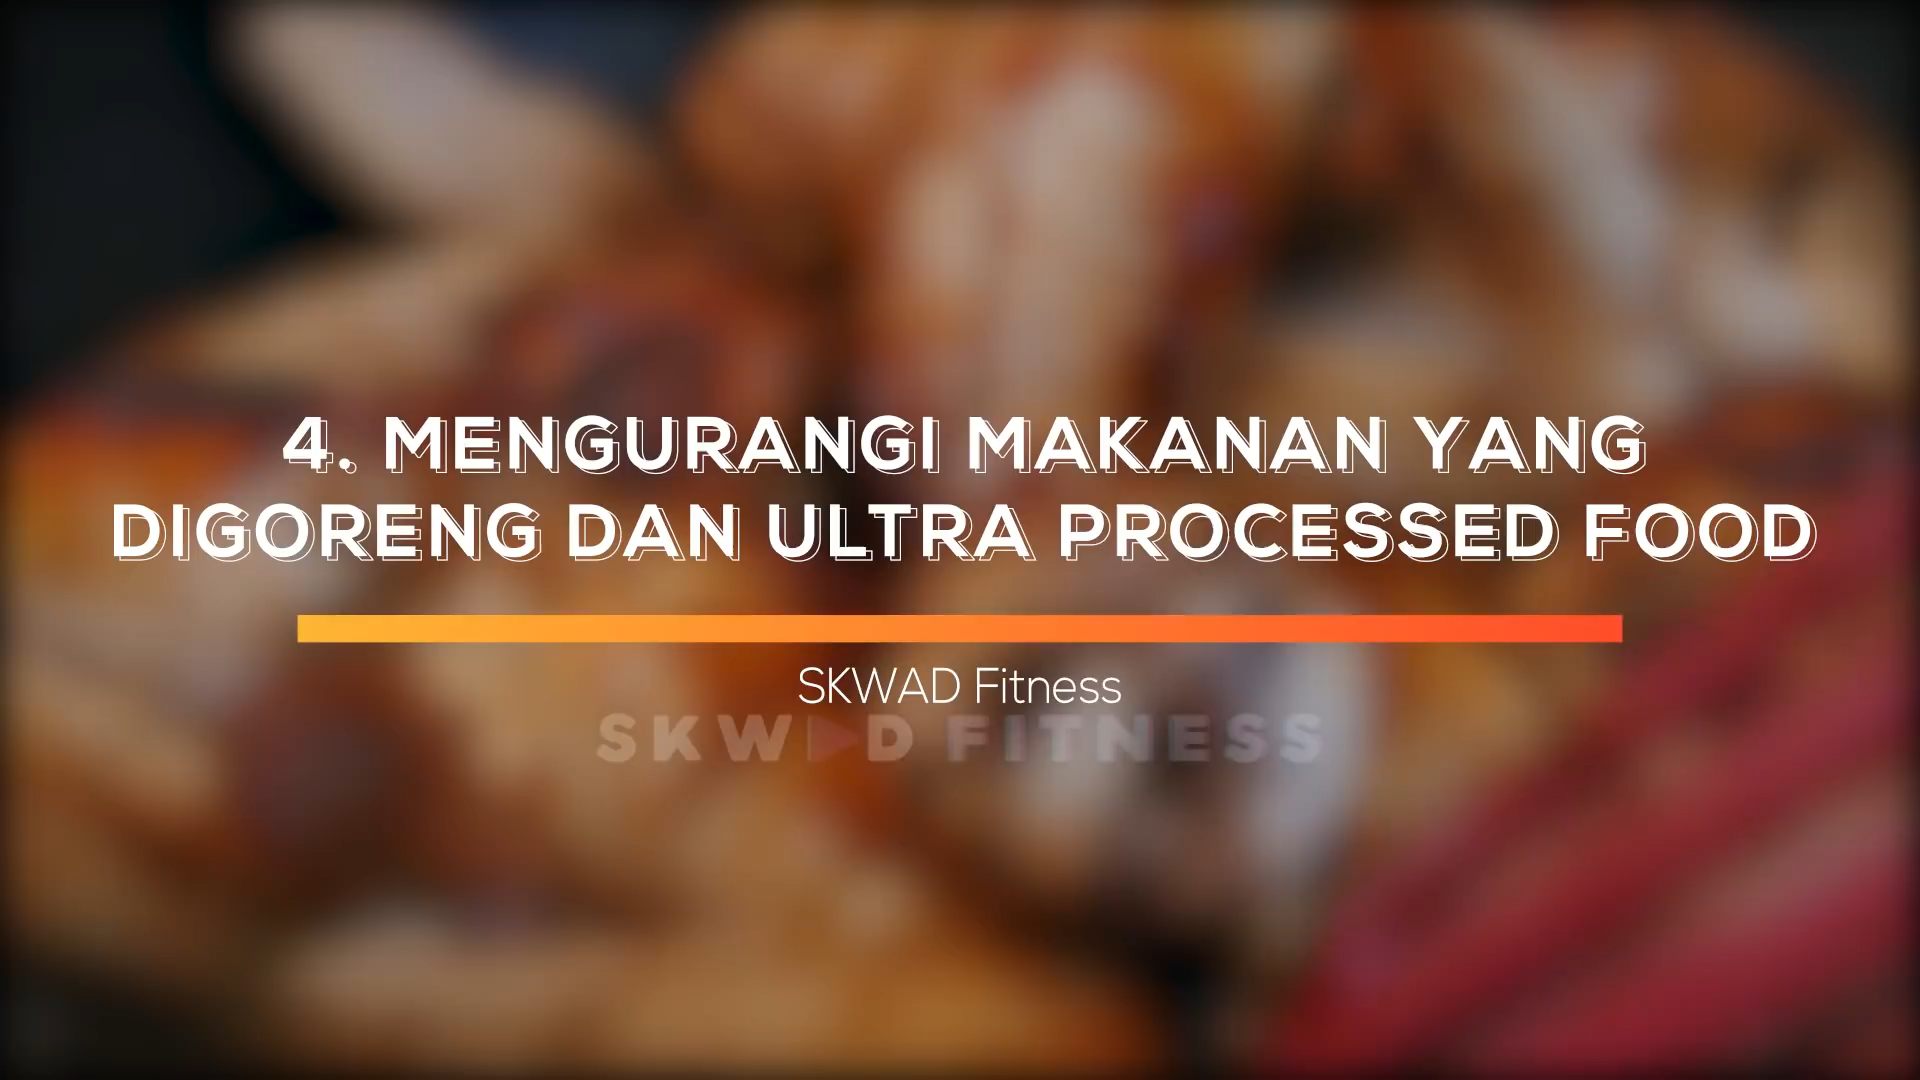 4. MENGURANGI MAKANAN YANG
DIGORENG DAN ULTRA PROCESSED FOOD
SKWAD Fitness
SKWAD FITNESS